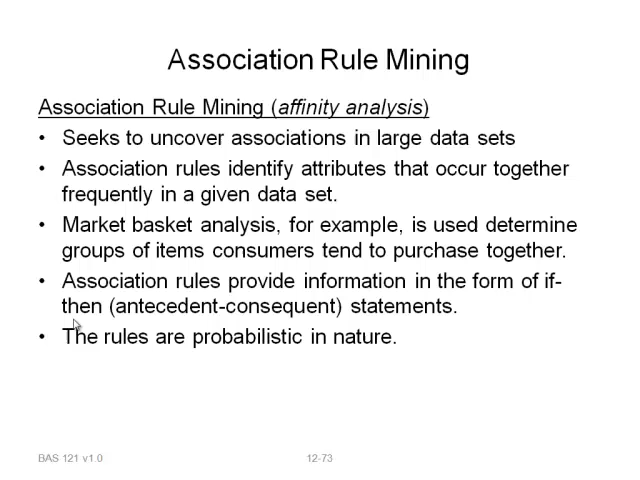 Association Rule Mining
Association Rule Mining (affinity analysis)
• Seeks to uncover associations in large data sets
• Association rules identify attributes that occur together
frequently in a given data set.
• Market basket analysis, for example, is used determine
groups of items consumers tend to purchase together.
• Association rules provide information in the form of if-
then (antecedent-consequent) statements.
• The rules are probabilistic in nature.
BAS 121 v1.0 12-73